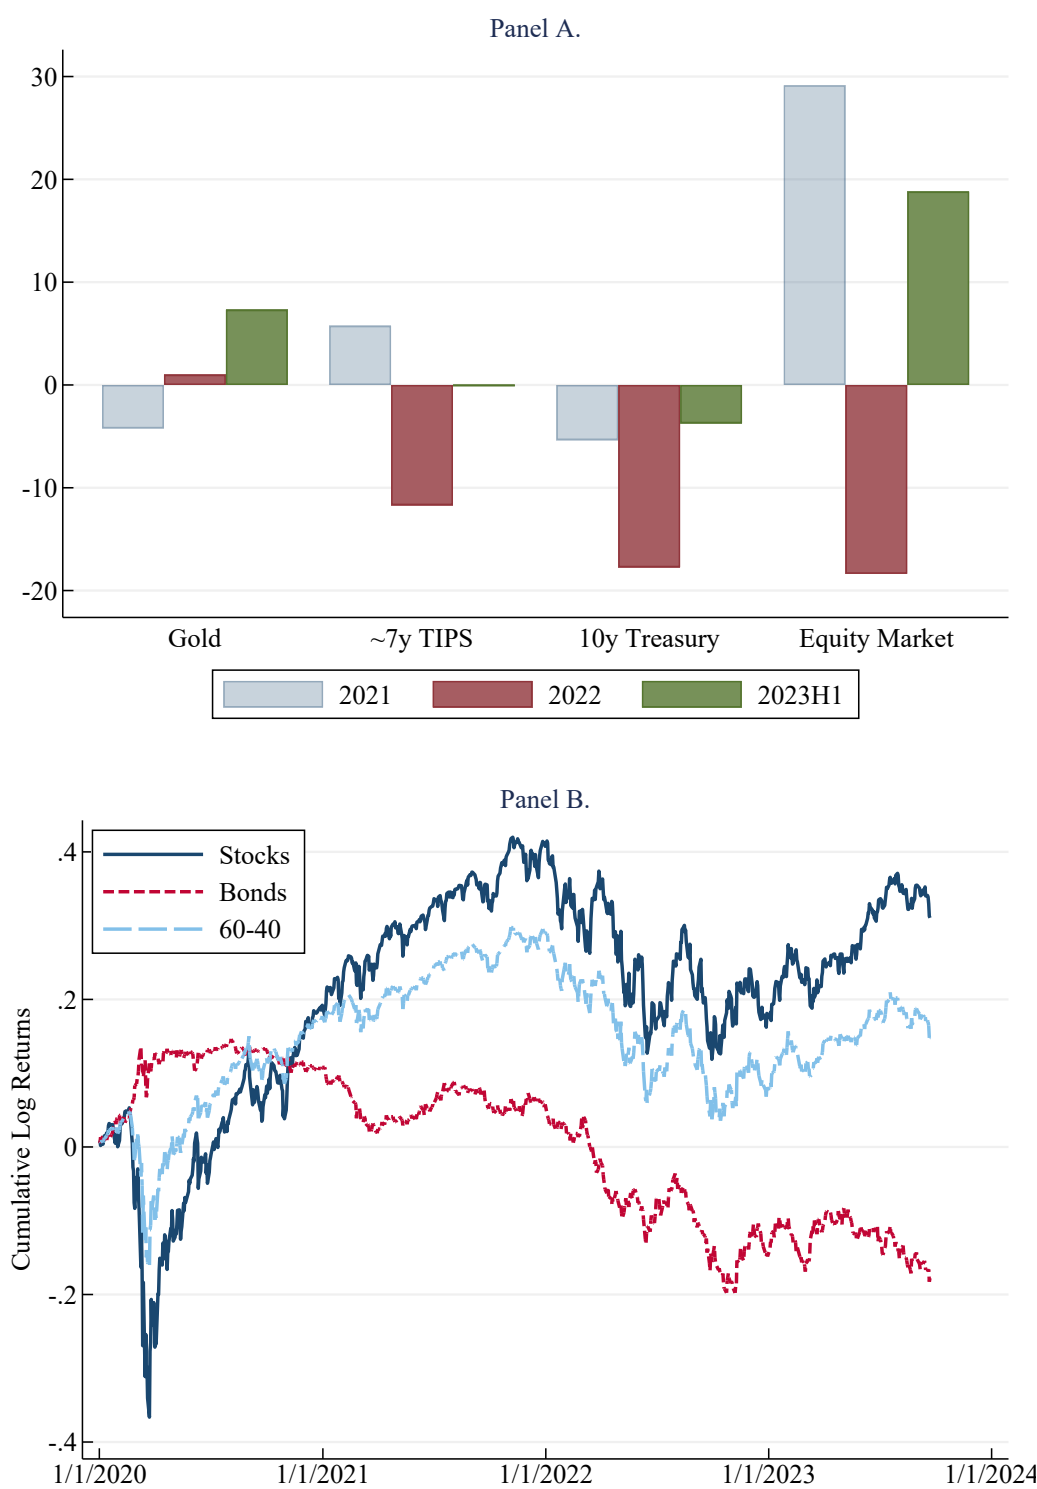 Panel A.
30
20
10
0
-10
-20
Gold
~7y TIPS
10y Treasury
Equity Market
2021
2022
2023H1
Panel B.
Cumulative Log Returns
.4
.2
0
-.2
-.4
Stocks
Bonds
60-40
1/1/2020
1/1/2021
1/1/2022
1/1/2023
1/1/2024